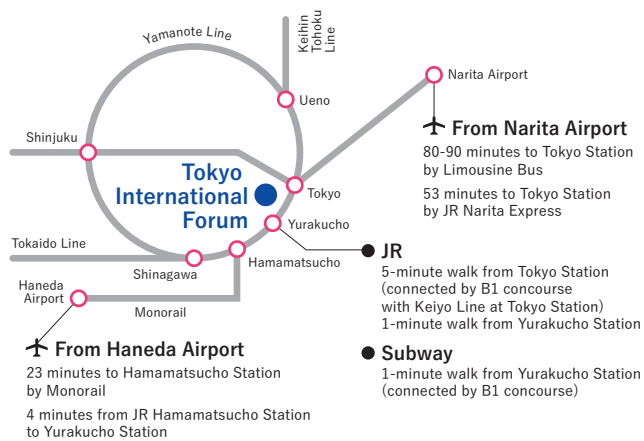 Yamanote Line
Keihin
Tohoku
Line
Narita Airport
Ueno
Shinjuku
From Narita Airport
80-90 minutes to Tokyo Station
by Limousine Bus
53 minutes to Tokyo Station
by JR Narita Express
Tokyo
International
Forum
Tokyo
Yurakucho
Tokaido Line
Hamamatsucho
Shinagawa
Haneda
Airport
Monorail
JR
5-minute walk from Tokyo Station
(connected by B1 concourse
with Keiyo Line at Tokyo Station)
1-minute walk from Yurakucho Station
From Haneda Airport
23 minutes to Hamamatsucho Station
by Monorail
4 minutes from JR Hamamatsucho Station
to Yurakucho Station
Subway
1-minute walk from Yurakucho Station
(connected by B1 concourse)